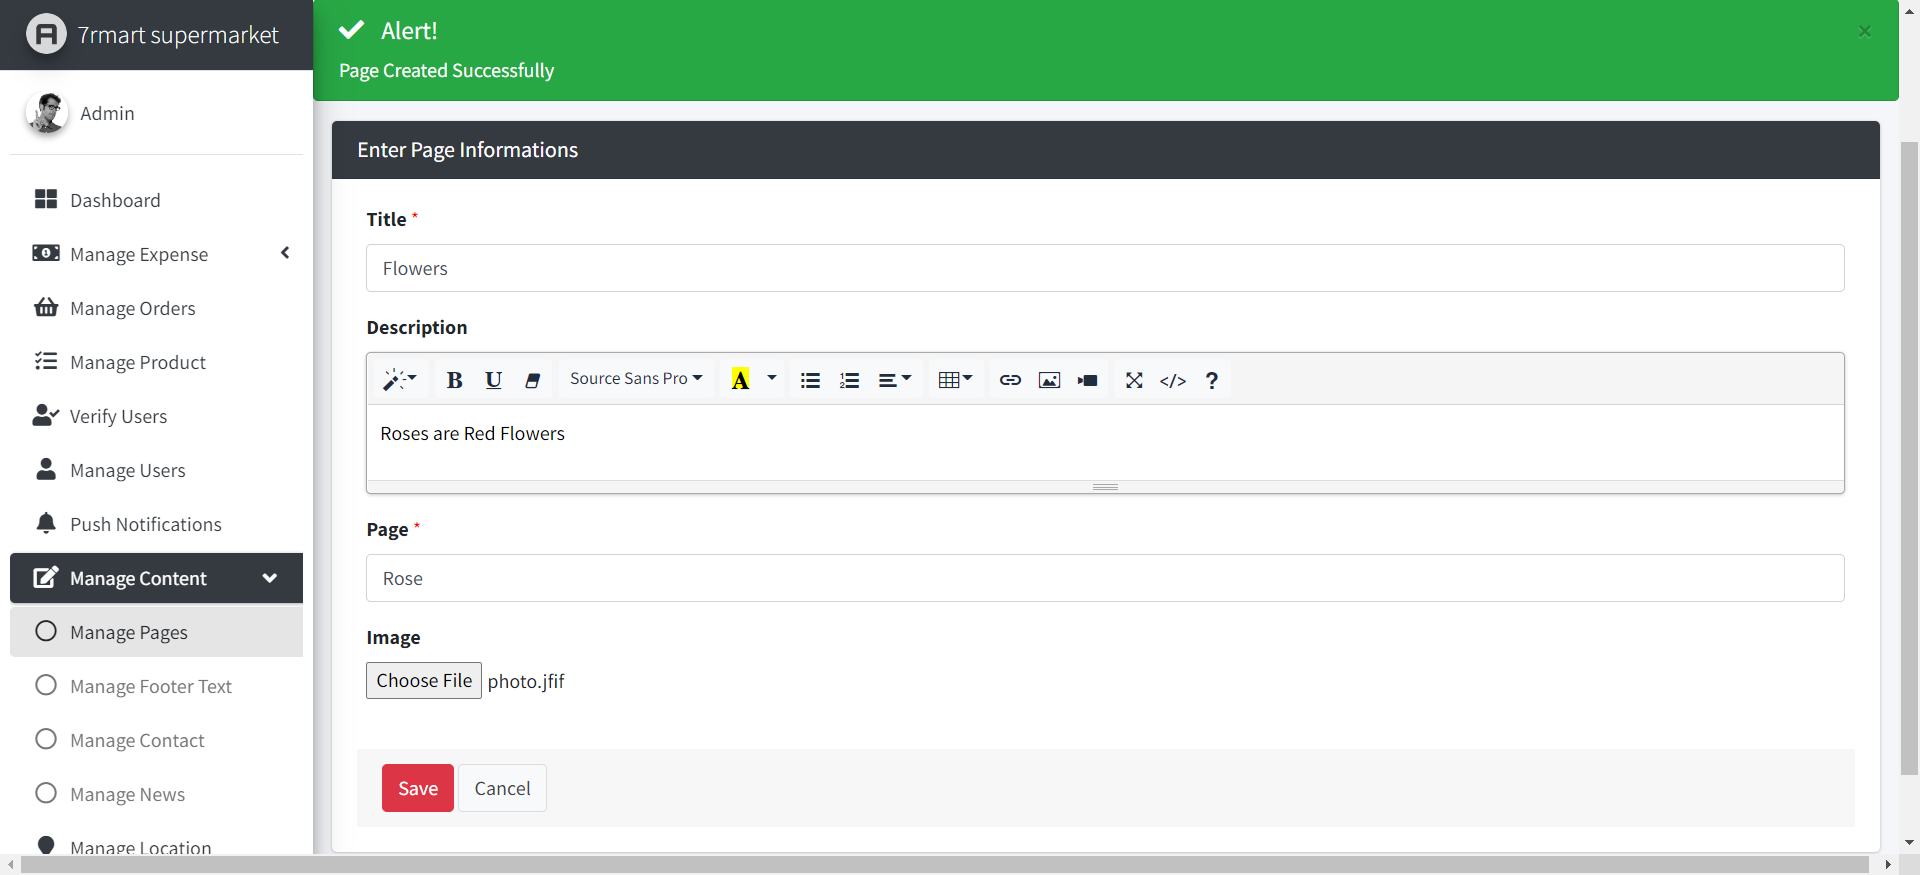 7rmart supermarket
Admin
Dashboard
Manage Expense
Manage Orders
Manage Product
Verify Users
Manage Users
Push Notifications
Manage Content
Manage Pages
Manage Footer Text
Manage Contact
Manage News
Manage Location
Alert!
×
Page Created Successfully
Enter Page Informations
Title *
Flowers
Description
B U Source Sans Pro A </> ?
Roses are Red Flowers
Page *
Rose
Image
Choose File photo.jfif
Save Cancel